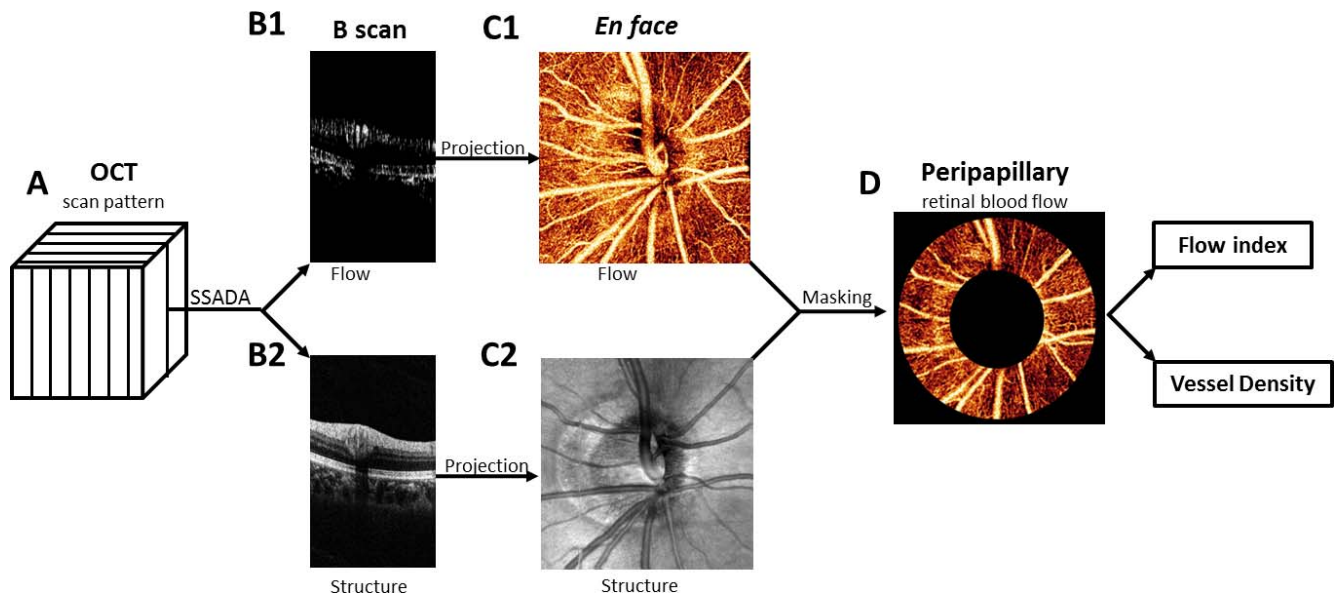 A
OCT
scan pattern
SSADA
B1
B scan
Flow
Projection
C1
En face
Flow
B2
Structure
Projection
C2
Structure
Masking
D
Peripapillary
retinal blood flow
Flow index
Vessel Density